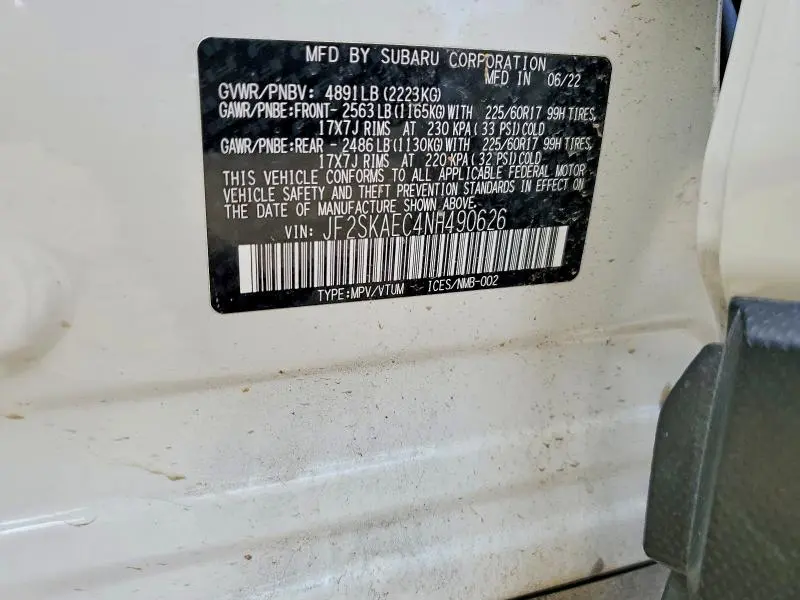 MFD BY SUBARU CORPORATION
MFD IN 06/22
GVWR/PNBV: 4891LB (2223KG)
GAWR/PNBE:FRONT- 2563LB (1165KG)WITH 225/60R17 99H TIRES,
17X7J RIMS AT 230 KPA( 33 PSI)COLD
GAWR/PNBE:REAR - 2486LB (1130KG)WITH 225/60R17 99H TIRES,
17X7J RIMS AT 220 KPA( 32 PSI)COLD
THIS VEHICLE CONFORMS TO ALL APPLICABLE FEDERAL MOTOR
VEHICLE SAFETY AND THEFT PREVENTION STANDARDS IN EFFECT ON
THE DATE OF MANUFACTURE SHOWN ABOVE.
VIN: JF2SKAEC4NH490626
TYPE:MPV/VTUM ICES/NMB-002